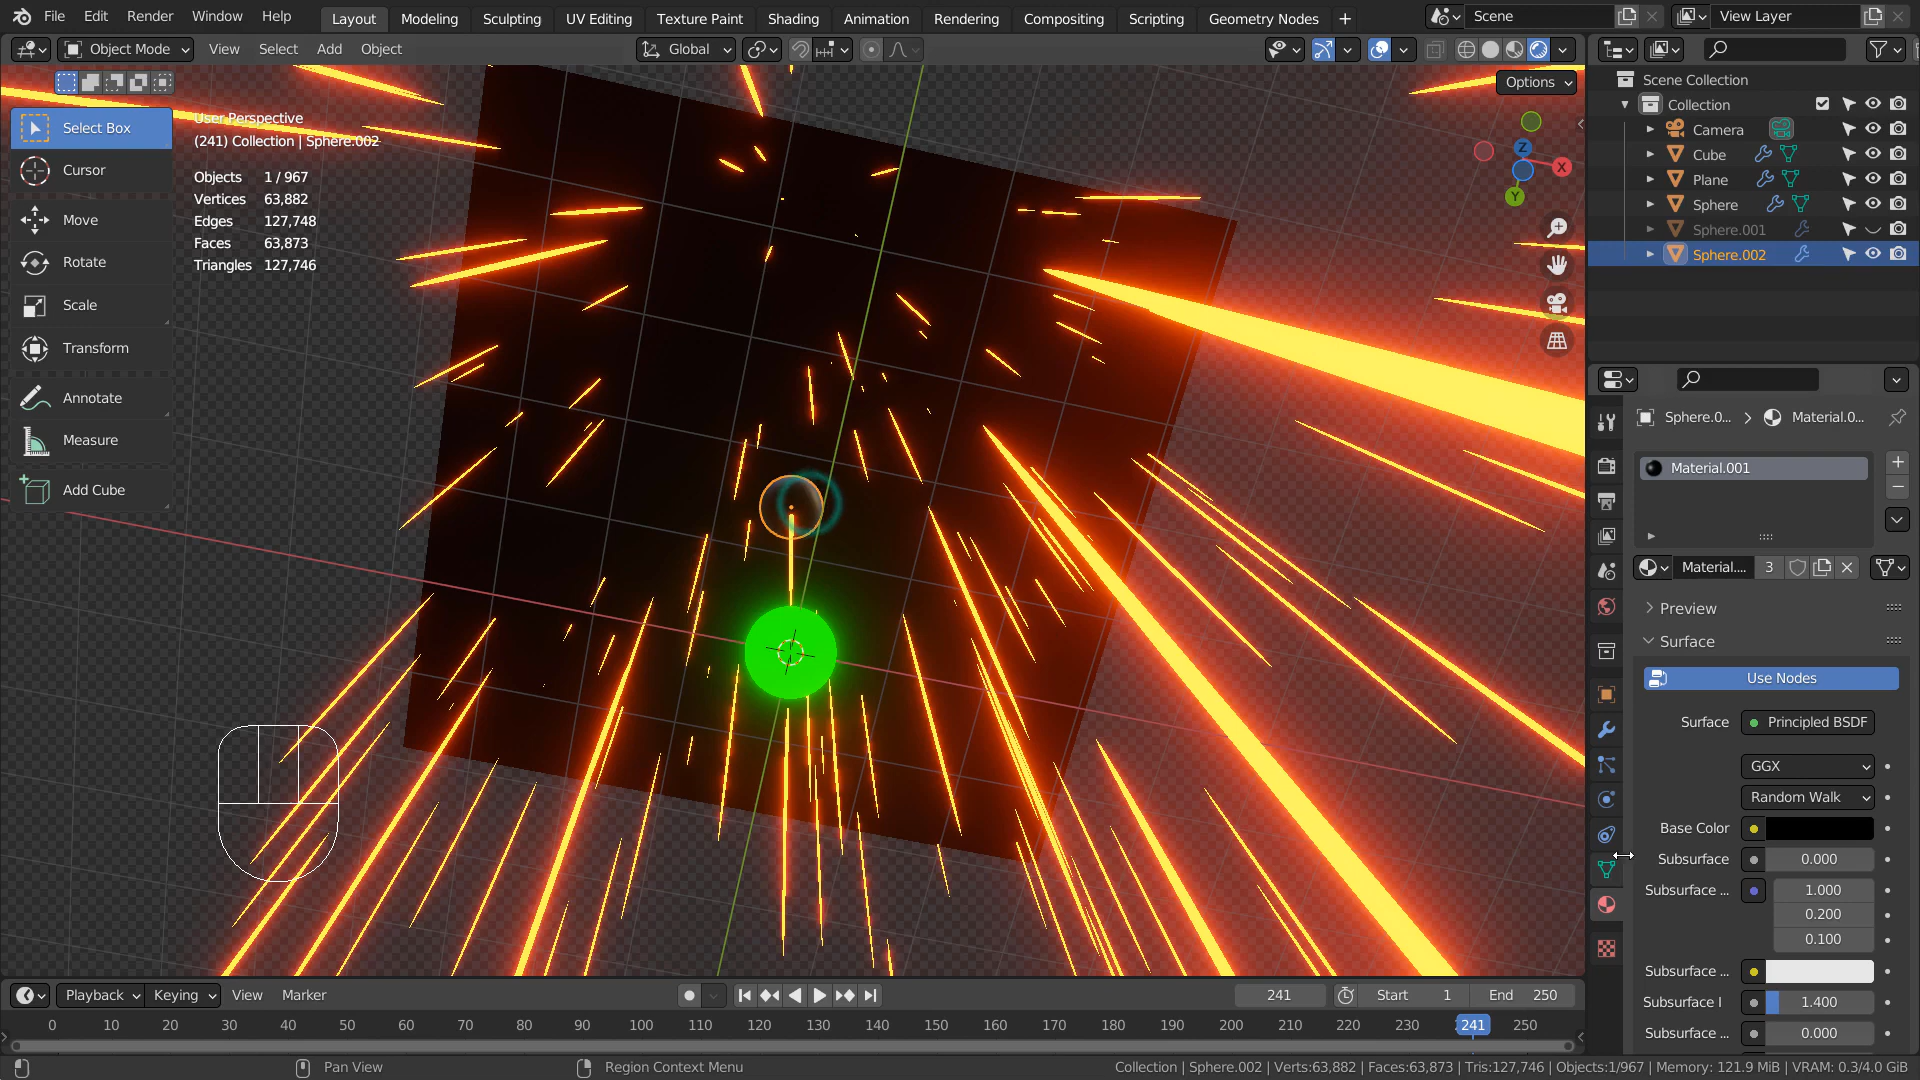 File Edit Render Window Help Layout Modeling Sculpting UV Editing Texture Paint Shading Animation Rendering Compositing Scripting Geometry Nodes + Scene View Layer
Object Mode View Select Add Object Global
Options
Select Box
Cursor
Move
Rotate
Scale
Transform
Annotate
Measure
Add Cube
User Perspective
(241) Collection | Sphere.002
Objects 1 / 967
Vertices 63,882
Edges 127,748
Faces 63,873
Triangles 127,746
Z
X
Y
Scene Collection
Collection
Camera
Cube
Plane
Sphere
Sphere.001
Sphere.002
Sphere.0... > Material.0...
Material.001
Material.... 3
Preview
Surface
Use Nodes
Surface Principled BSDF
GGX
Random Walk
Base Color
Subsurface 0.000
Subsurface ... 1.000
0.200
0.100
Subsurface ...
Subsurface I 1.400
Subsurface ... 0.000
Playback Keying View Marker 241 Start 1 End 250
0 10 20 30 40 50 60 70 80 90 100 110 120 130 140 150 160 170 180 190 200 210 220 230 241 250
Pan View Region Context Menu Collection | Sphere.002 | Verts:63,882 | Faces:63,873 | Tris:127,746 | Objects:1/967 | Memory: 121.9 MiB | VRAM: 0.3/4.0 GiB